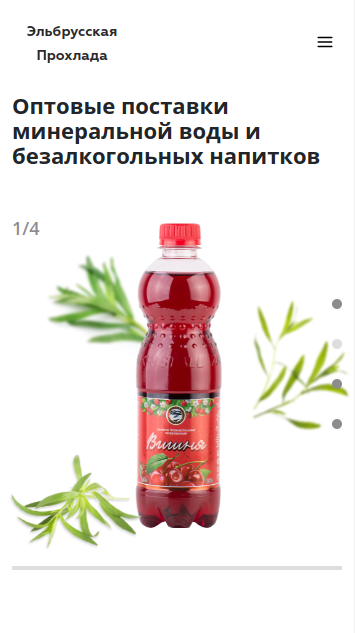 Эльбрусская
Прохлада
Оптовые поставки
минеральной воды и
безалкогольных напитков
1/4
Вишня